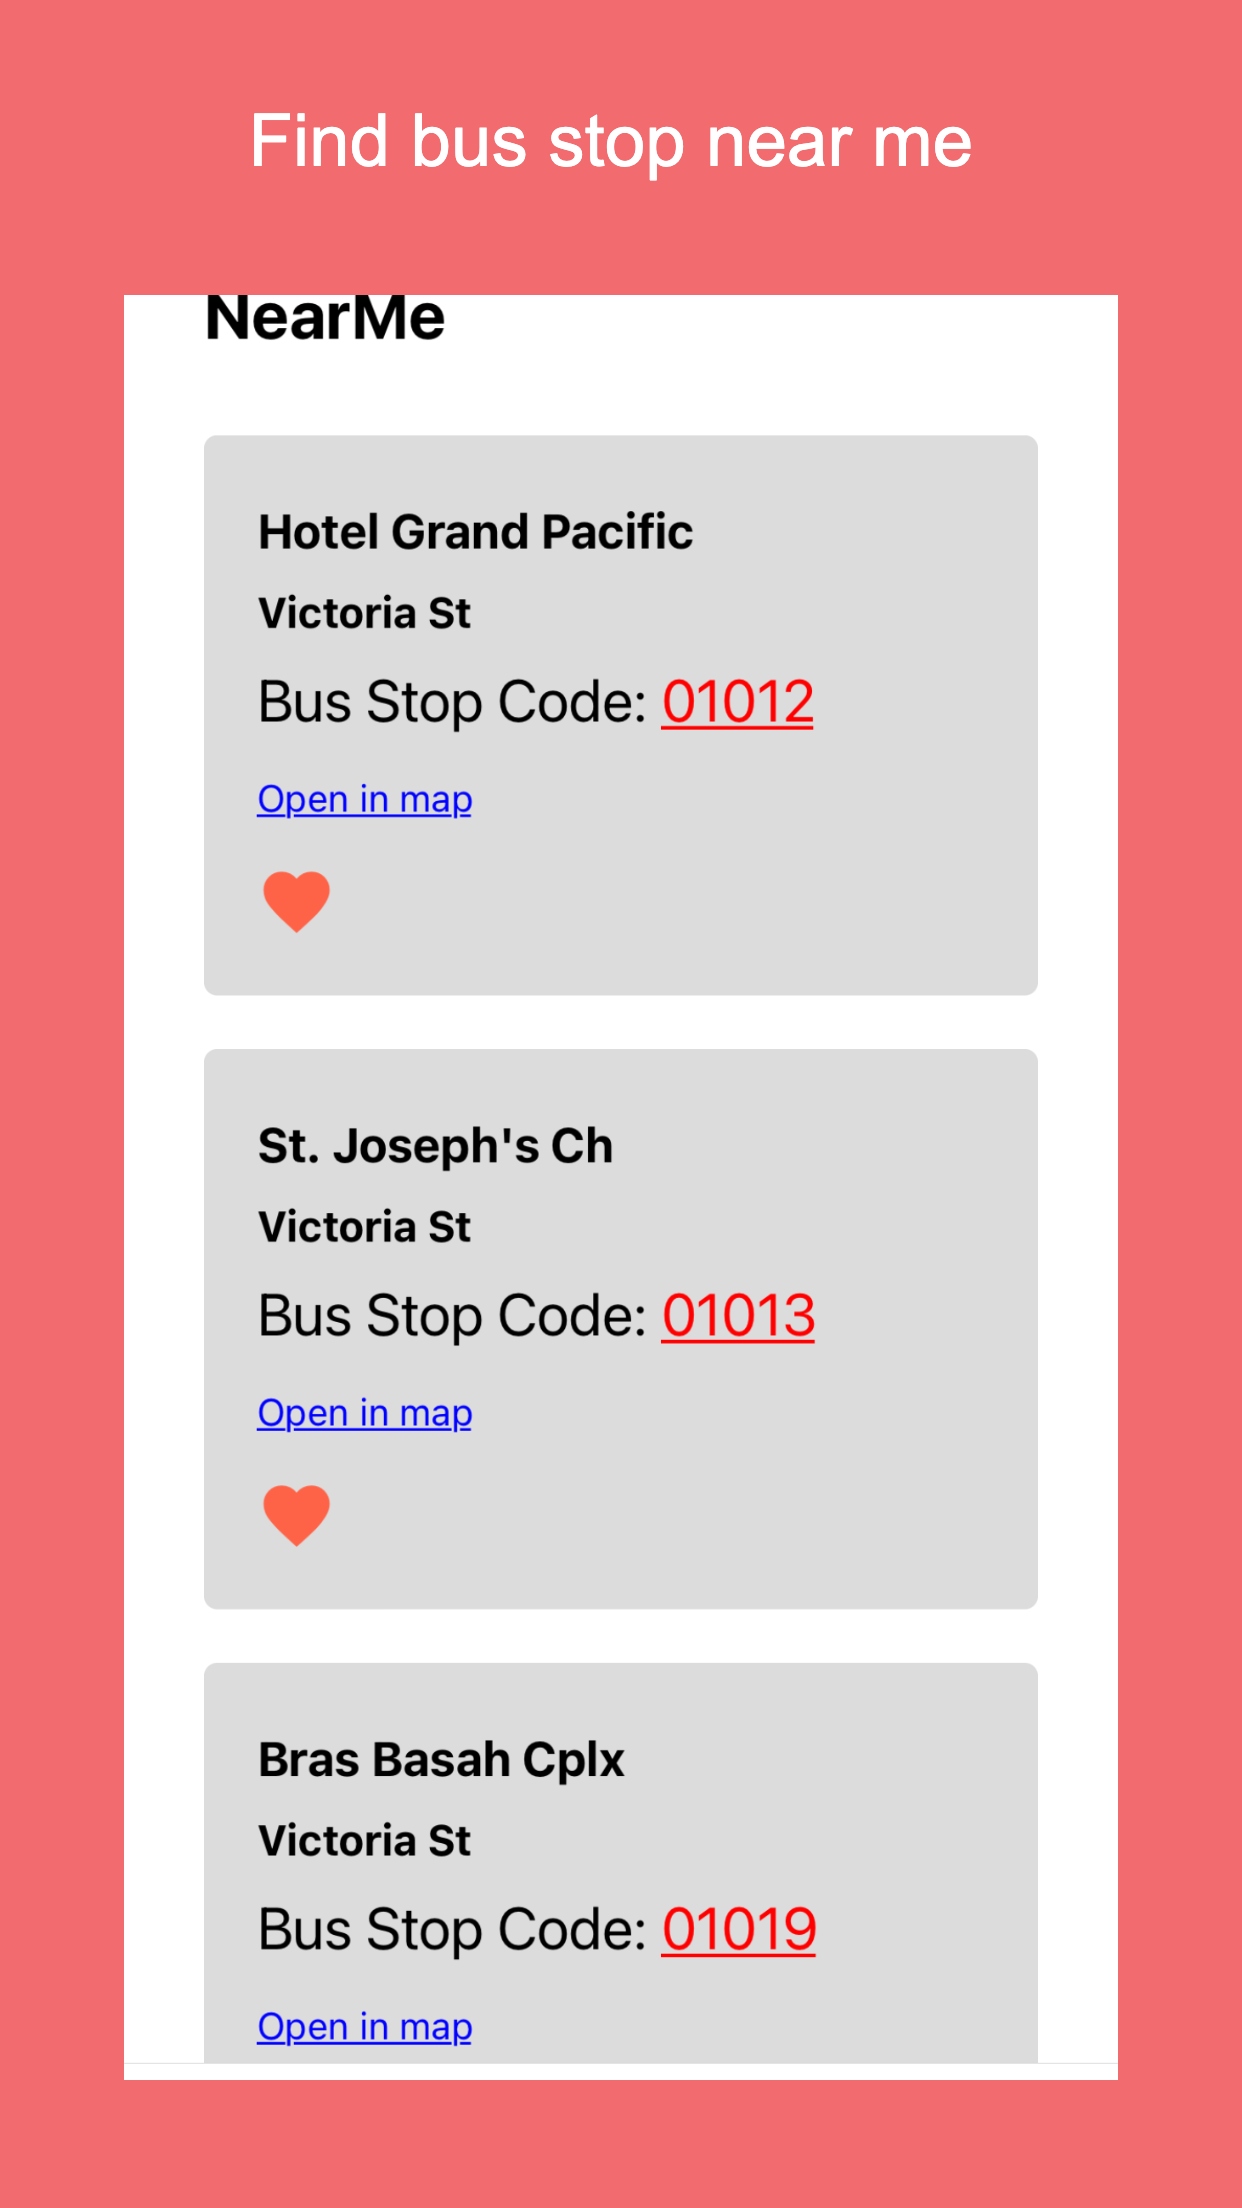 Find bus stop near me
NearMe
Hotel Grand Pacific
Victoria St
Bus Stop Code: 01012
Open in map
St. Joseph's Ch
Victoria St
Bus Stop Code: 01013
Open in map
Bras Basah Cplx
Victoria St
Bus Stop Code: 01019
Open in map